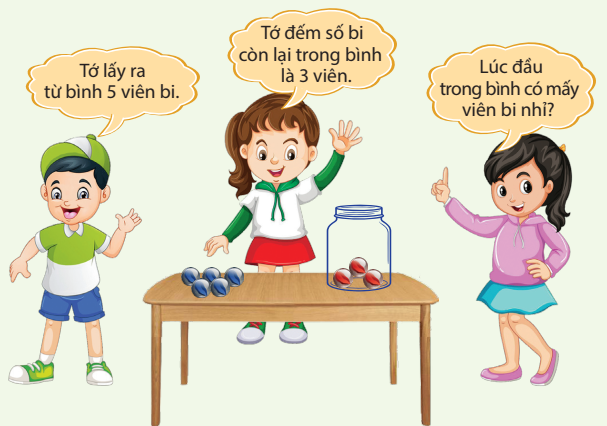 Tớ lấy ra
từ bình 5 viên bi.
Tớ đếm số bi
còn lại trong bình
là 3 viên.
Lúc đầu
trong bình có mấy
viên bi nhỉ?